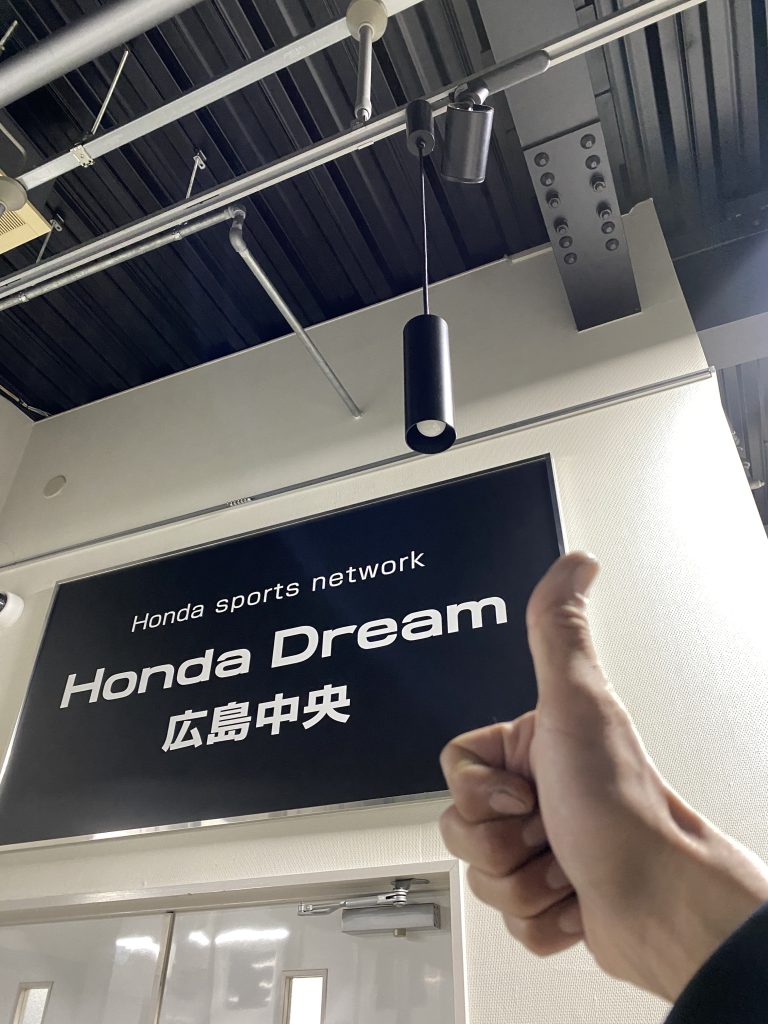 Honda sports network
Honda Dream
広島中央